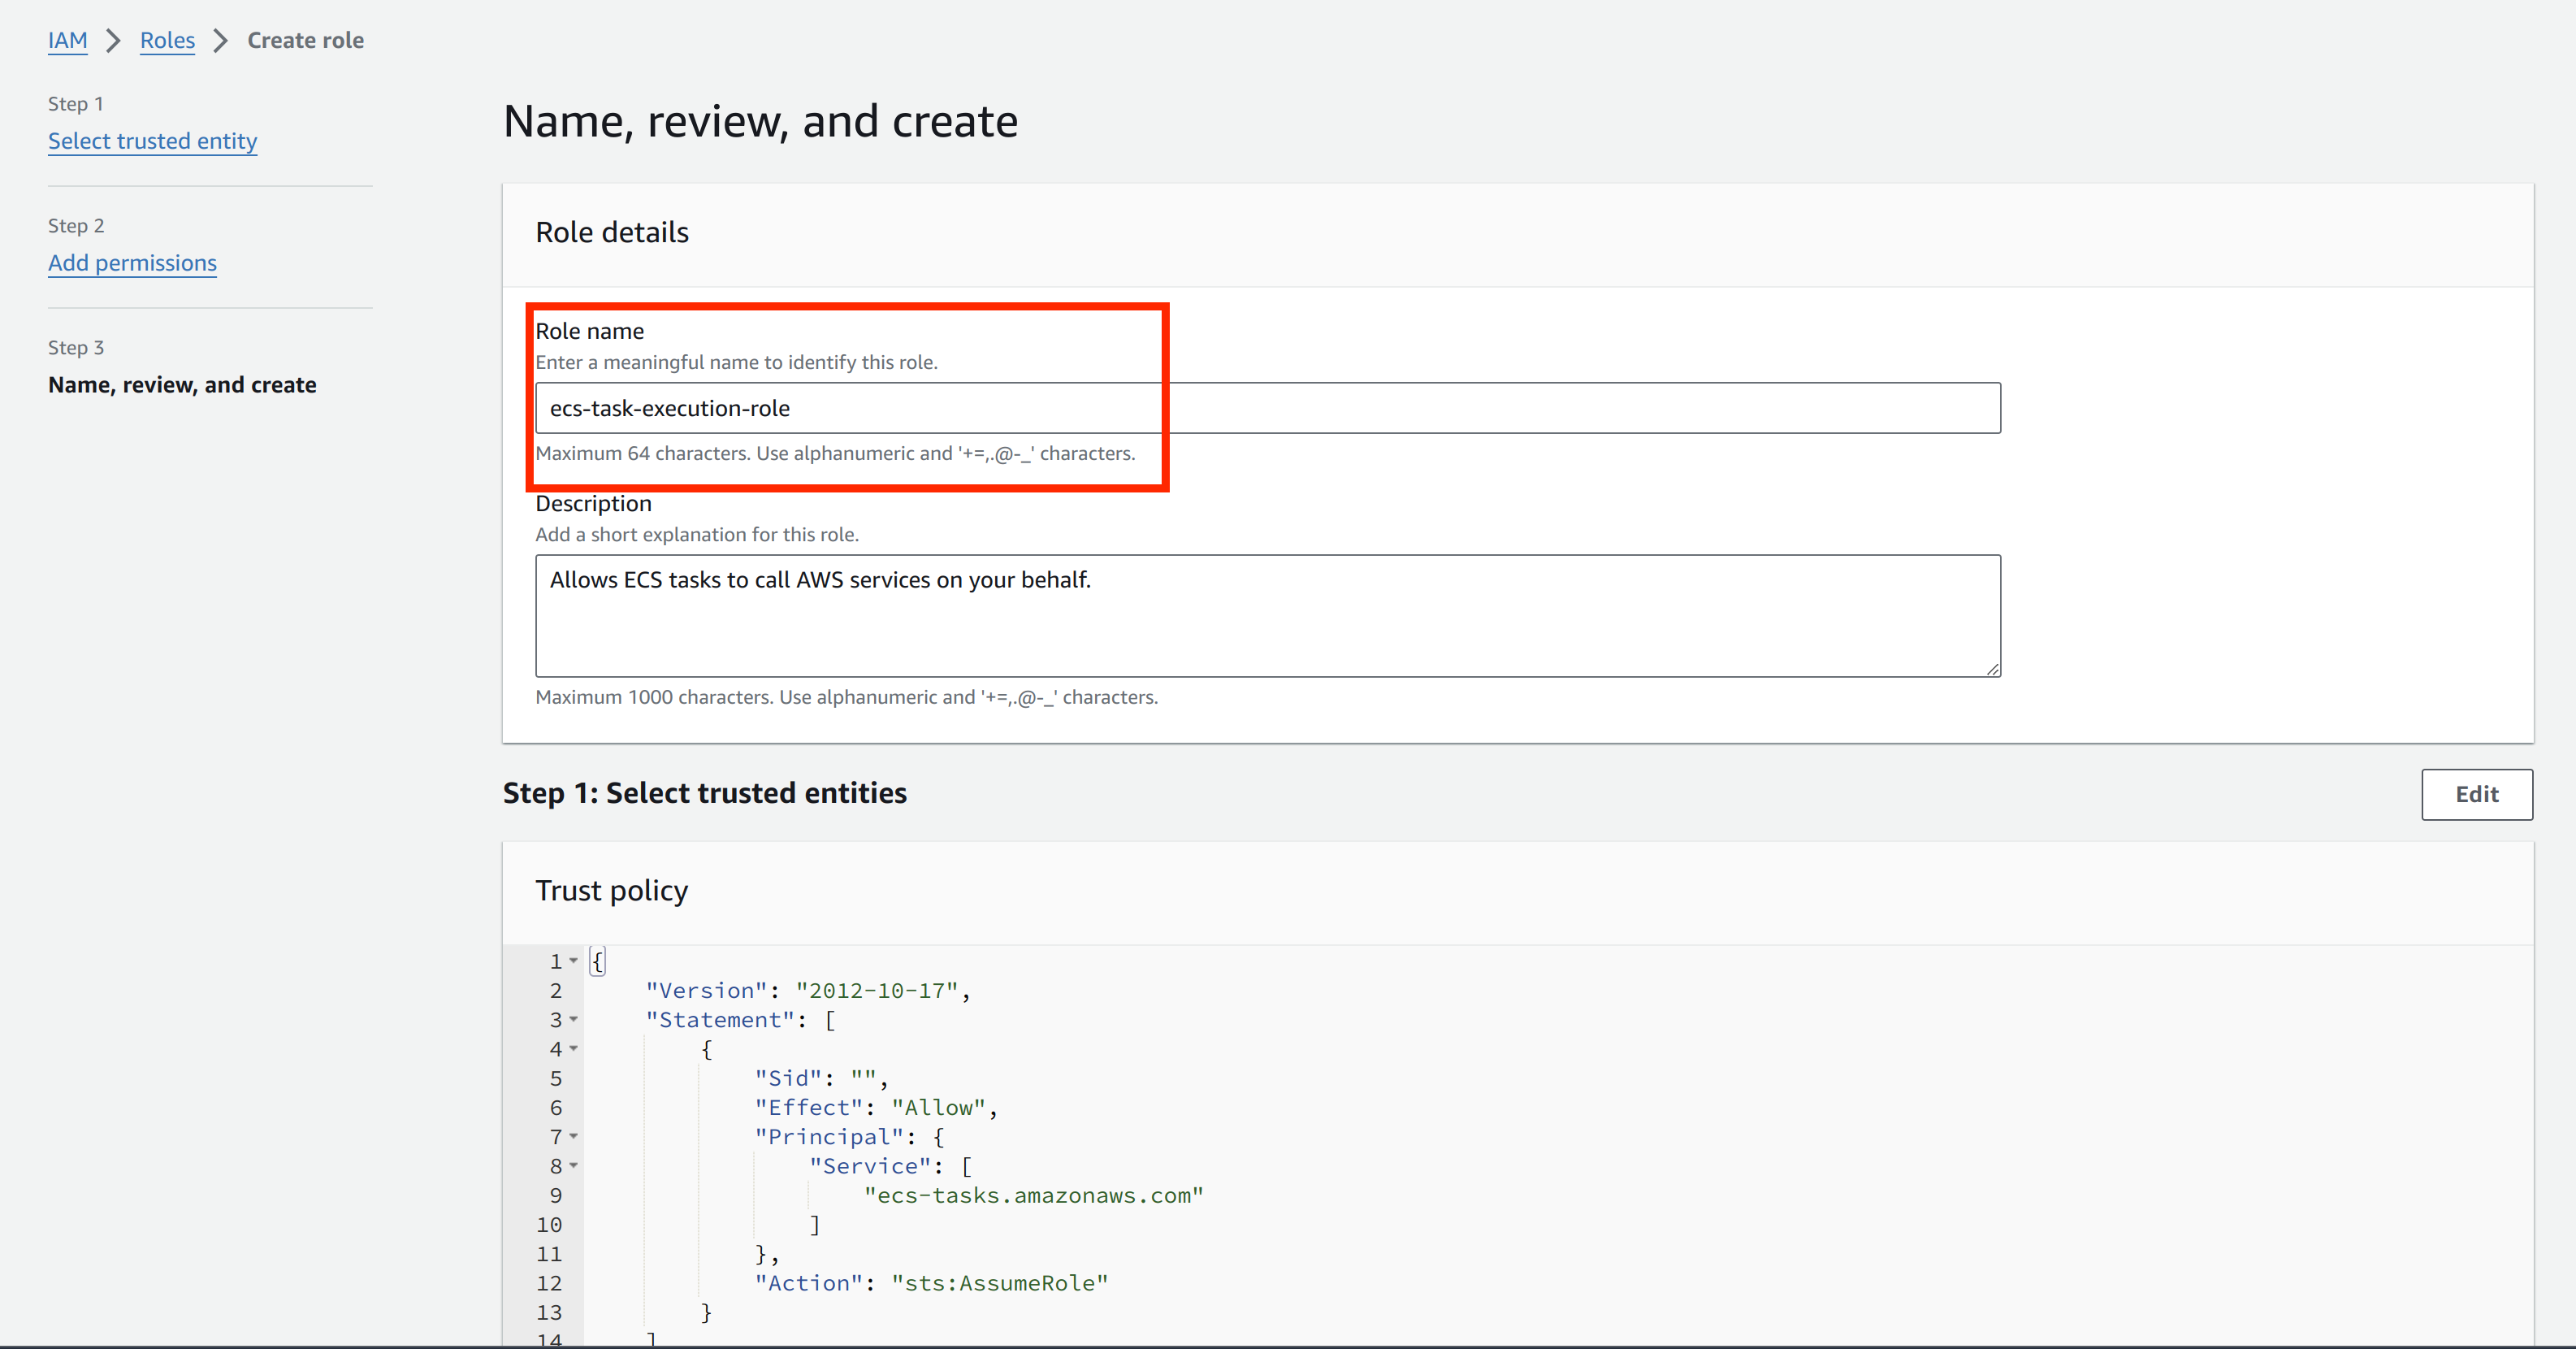 IAM > Roles > Create role
Step 1
Select trusted entity
Step 2
Add permissions
Step 3
Name, review, and create
Name, review, and create
Role details
Role name
Enter a meaningful name to identify this role.
ecs-task-execution-role
Maximum 64 characters. Use alphanumeric and '+=,.@-_' characters.
Description
Add a short explanation for this role.
Allows ECS tasks to call AWS services on your behalf.
Maximum 1000 characters. Use alphanumeric and '+=,.@-_' characters.
Step 1: Select trusted entities
Edit
Trust policy
1 {
2     "Version": "2012-10-17",
3     "Statement": [
4         {
5             "Sid": "",
6             "Effect": "Allow",
7             "Principal": {
8                 "Service": [
9                     "ecs-tasks.amazonaws.com"
10                 ]
11             },
12             "Action": "sts:AssumeRole"
13         }
14     ]